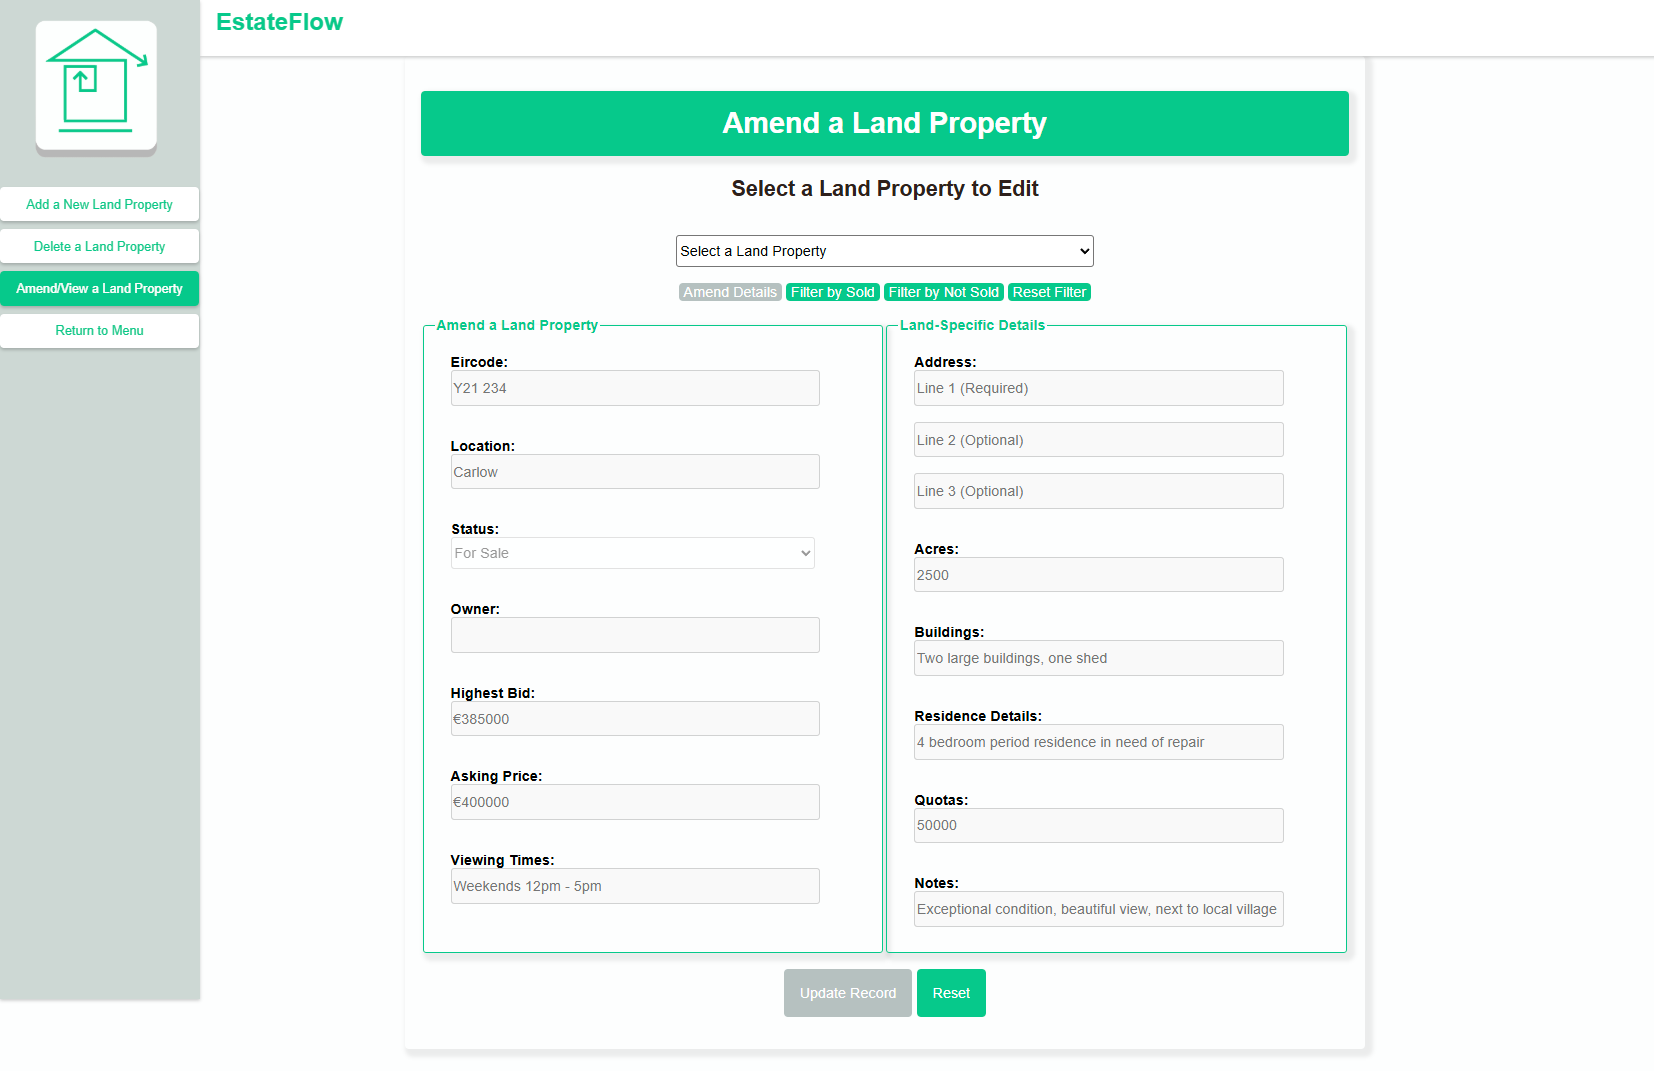 EstateFlow
Add a New Land Property
Delete a Land Property
Amend/View a Land Property
Return to Menu
Amend a Land Property
Select a Land Property to Edit
Select a Land Property
Amend Details Filter by Sold Filter by Not Sold Reset Filter
Amend a Land Property
Eircode:
Y21 234
Location:
Carlow
Status:
For Sale
Owner:
Highest Bid:
€385000
Asking Price:
€400000
Viewing Times:
Weekends 12pm - 5pm
Land-Specific Details
Address:
Line 1 (Required)
Line 2 (Optional)
Line 3 (Optional)
Acres:
2500
Buildings:
Two large buildings, one shed
Residence Details:
4 bedroom period residence in need of repair
Quotas:
50000
Notes:
Exceptional condition, beautiful view, next to local village
Update Record Reset